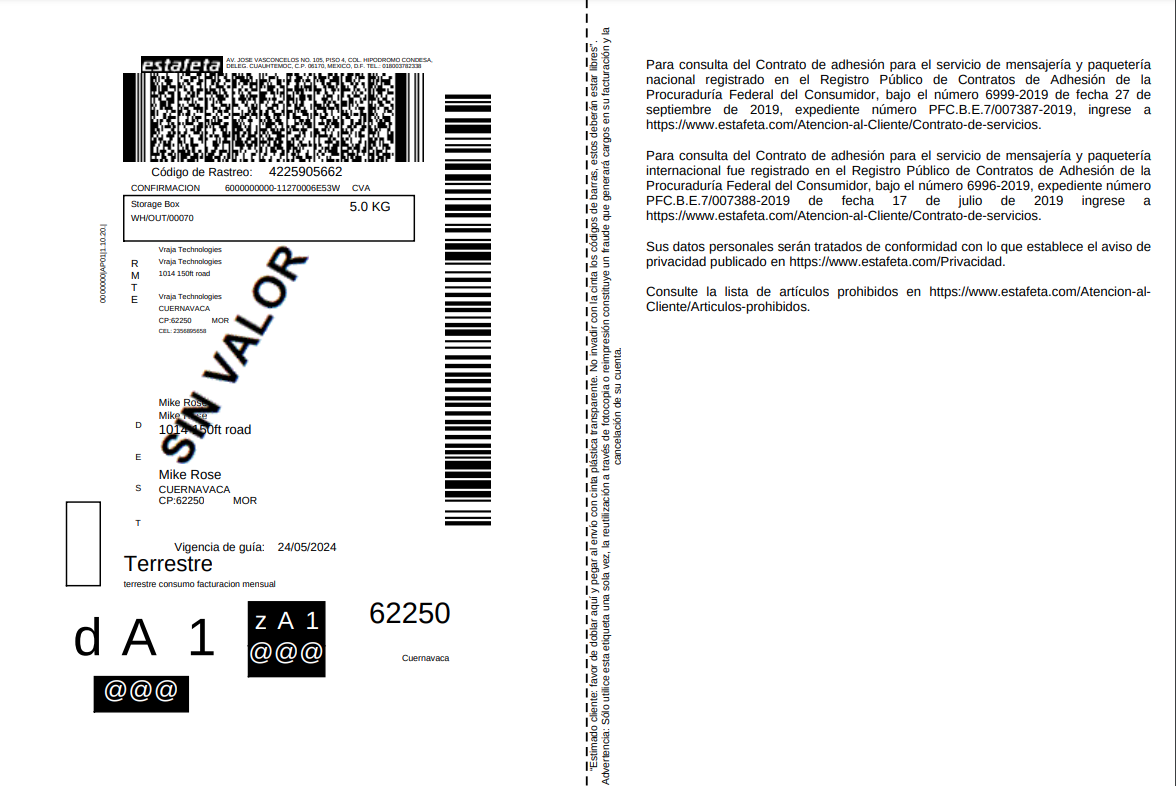 estafeta
AV. JOSE VASCONCELOS NO. 105, PISO 4, COL. HIPODROMO CONDESA,
DELEG. CUAUHTEMOC, C.P. 06170, MEXICO, D.F. TEL.: 018003782338
Código de Rastreo: 4225905662
CONFIRMACION 6000000000-11270006E53W CVA
Storage Box 5.0 KG
WH/OUT/00070
RMTE
Vraja Technologies
Vraja Technologies
1014 150ft road
Vraja Technologies
CUERNAVACA
CP:62250 MOR
CEL: 2356895658
SIN VALOR
DEST
Mike Rose
Mike Rose
1014 150ft road
Mike Rose
CUERNAVACA
CP:62250 MOR
Vigencia de guía: 24/05/2024
Terrestre
terrestre consumo facturacion mensual
d A 1
@@@
z A 1
@@@
62250
Cuernavaca
"Estimado cliente: favor de doblar aquí y pegar al envío con cinta plástica transparente. No invadir con la cinta los códigos de barras, estos deberán estar libres".
Advertencia: Sólo utilice esta etiqueta una sola vez, la reutilización a través de fotocopia o reimpresión constituye un fraude que generará cargos en su facturación y la
cancelación de su cuenta.
Para consulta del Contrato de adhesión para el servicio de mensajería y paquetería
nacional registrado en el Registro Público de Contratos de Adhesión de la
Procuraduría Federal del Consumidor, bajo el número 6999-2019 de fecha 27 de
septiembre de 2019, expediente número PFC.B.E.7/007387-2019, ingrese a
https://www.estafeta.com/Atencion-al-Cliente/Contrato-de-servicios.
Para consulta del Contrato de adhesión para el servicio de mensajería y paquetería
internacional fue registrado en el Registro Público de Contratos de Adhesión de la
Procuraduría Federal del Consumidor, bajo el número 6996-2019, expediente número
PFC.B.E.7/007388-2019 de fecha 17 de julio de 2019 ingrese a
https://www.estafeta.com/Atencion-al-Cliente/Contrato-de-servicios.
Sus datos personales serán tratados de conformidad con lo que establece el aviso de
privacidad publicado en https://www.estafeta.com/Privacidad.
Consulte la lista de artículos prohibidos en https://www.estafeta.com/Atencion-al-
Cliente/Articulos-prohibidos.